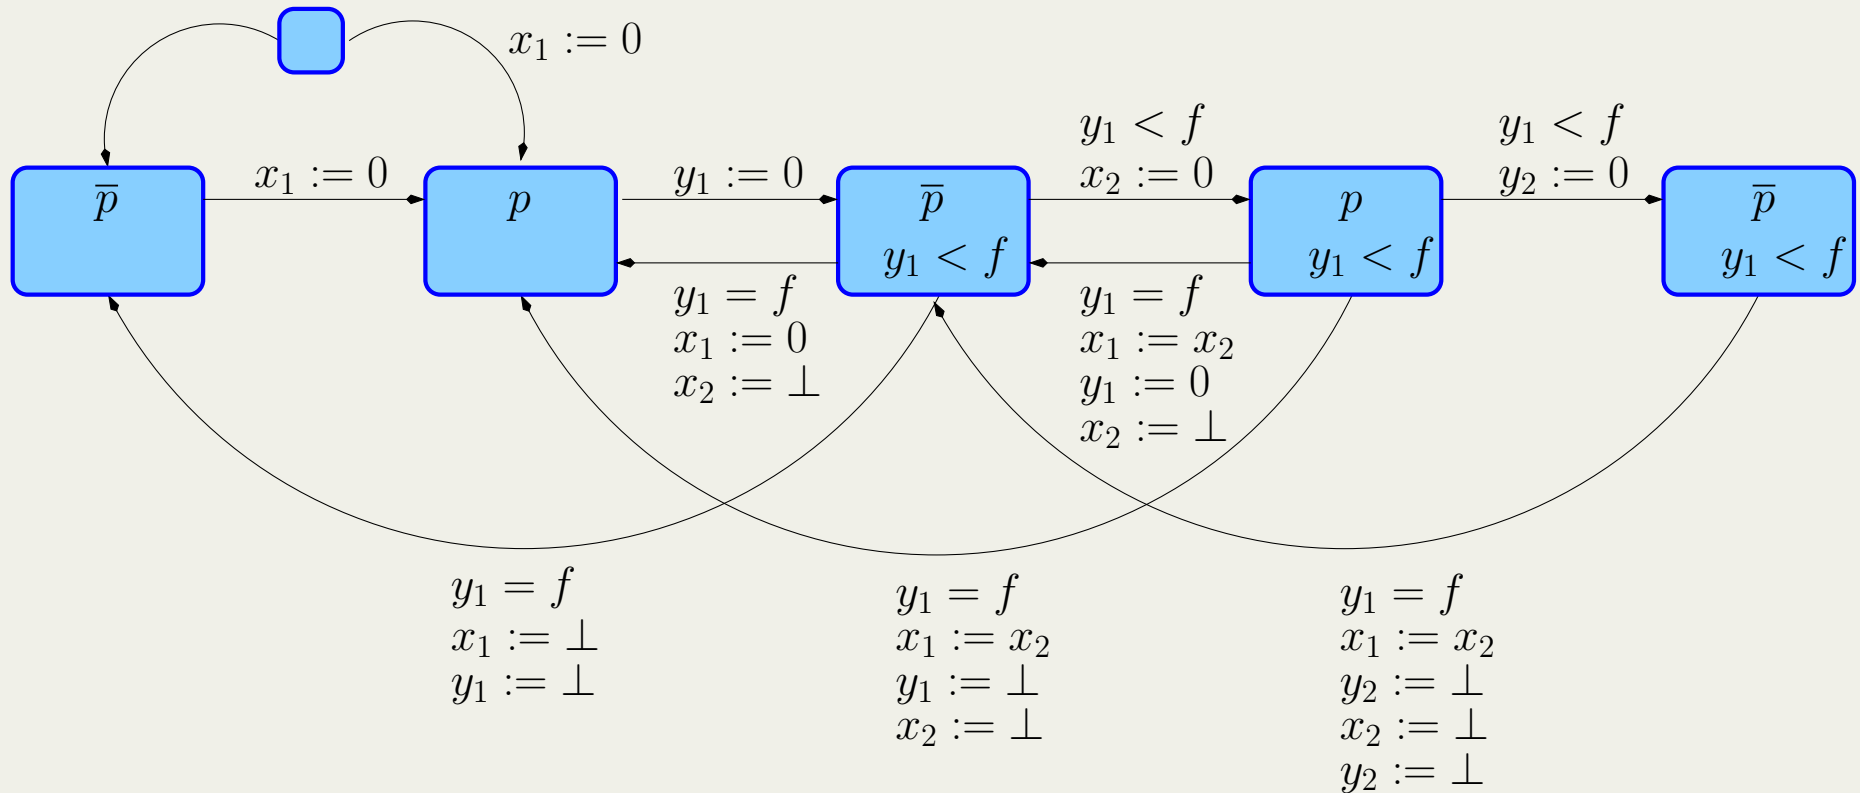 x₁ := 0
p̅
x₁ := 0
p
y₁ := 0
p̅
y₁ < f
y₁ < f
x₂ := 0
p
y₁ < f
y₁ < f
y₂ := 0
p̅
y₁ < f
y₁ = f
x₁ := 0
x₂ := ⊥
y₁ = f
x₁ := x₂
y₁ := 0
x₂ := ⊥
y₁ = f
x₁ := ⊥
y₁ := ⊥
y₁ = f
x₁ := x₂
y₁ := ⊥
x₂ := ⊥
y₁ = f
x₁ := x₂
y₂ := ⊥
x₂ := ⊥
y₂ := ⊥